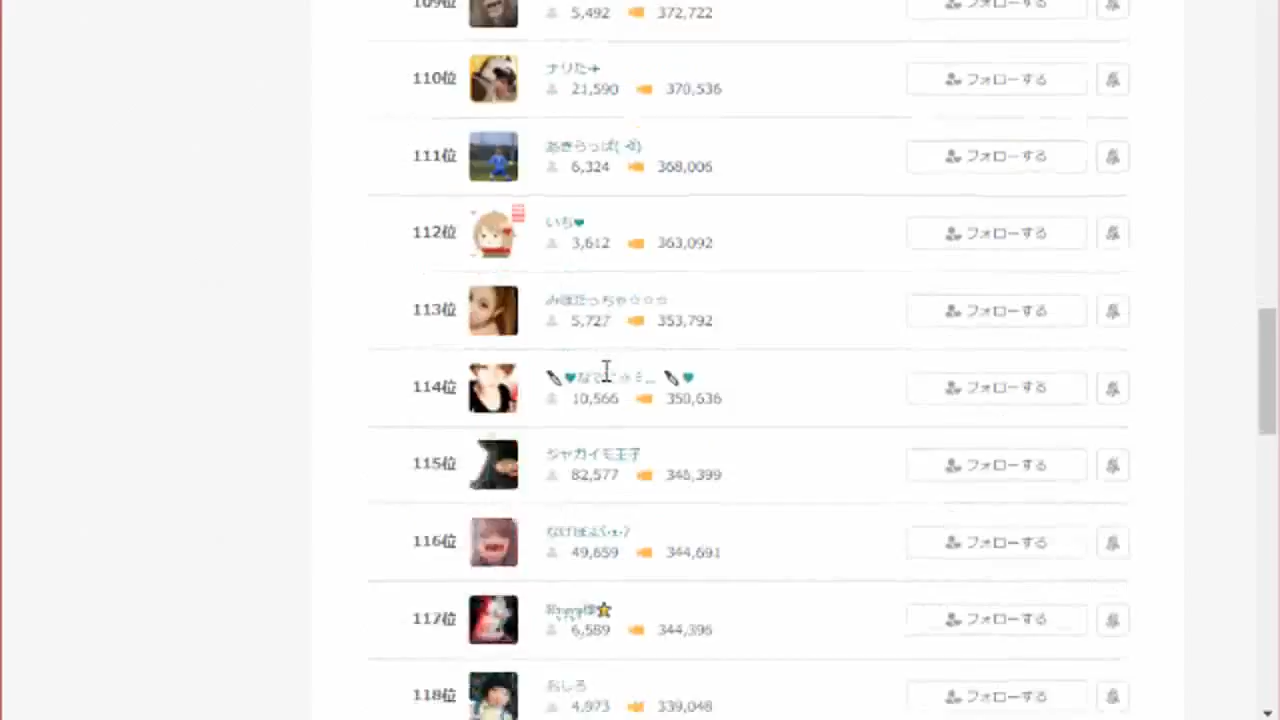 109位
5,492 372,722
フォローする
110位
ナリた✈
21,590 370,536
フォローする
111位
あきらっぱ(
6,324 368,006
フォローする
112位
いち♥
3,612 363,092
フォローする
113位
5,727 353,792
フォローする
114位
10,566 350,636
フォローする
115位
ジャガイモ王子
82,577 348,399
フォローする
116位
49,659 344,691
フォローする
117位
6,589 344,396
フォローする
118位
おしろ
4,973 339,048
フォローする